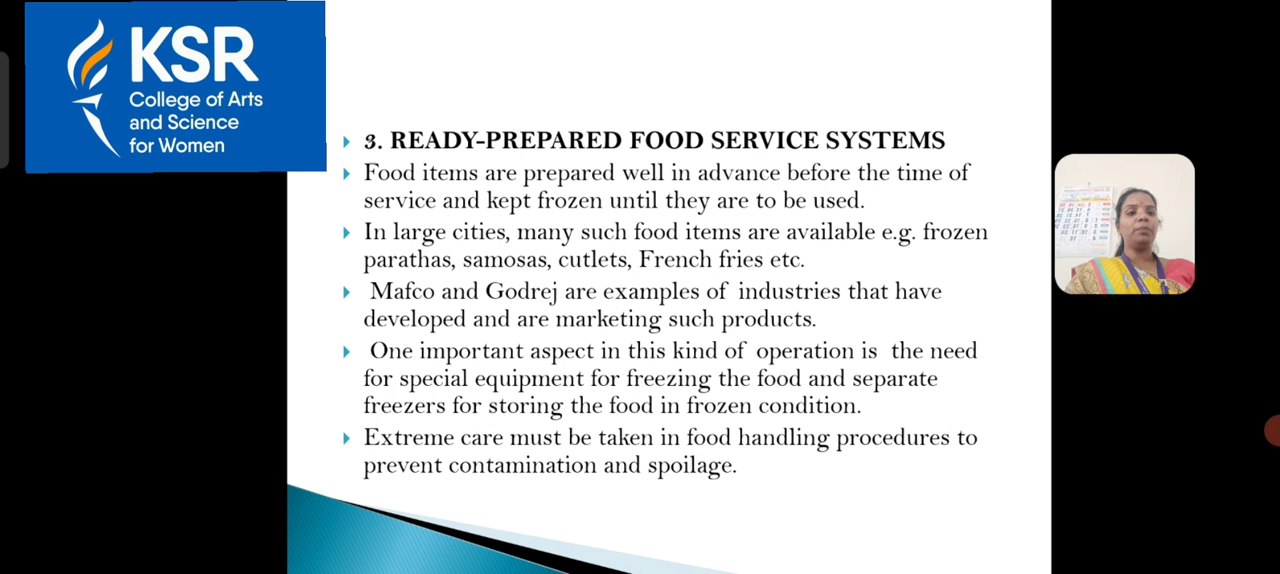 KSR
College of Arts
and Science
for Women
3. READY-PREPARED FOOD SERVICE SYSTEMS
Food items are prepared well in advance before the time of
service and kept frozen until they are to be used.
In large cities, many such food items are available e.g. frozen
parathas, samosas, cutlets, French fries etc.
Mafco and Godrej are examples of industries that have
developed and are marketing such products.
One important aspect in this kind of operation is the need
for special equipment for freezing the food and separate
freezers for storing the food in frozen condition.
Extreme care must be taken in food handling procedures to
prevent contamination and spoilage.